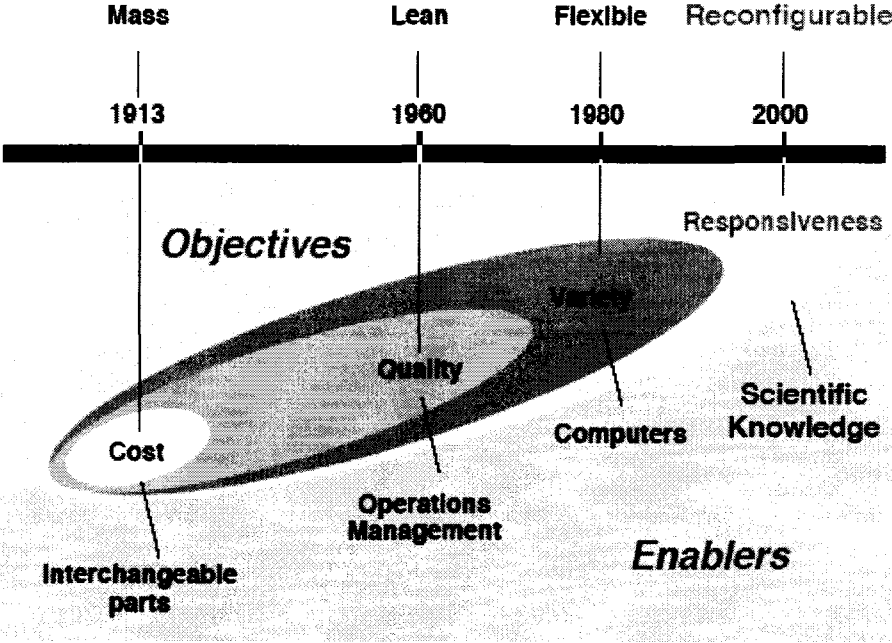 Mass Lean Flexible Reconfigurable
1913 1960 1980 2000
Responsiveness
Objectives
Variety
Quality
Scientific
Knowledge
Computers
Cost
Operations
Management
Enablers
Interchangeable
parts